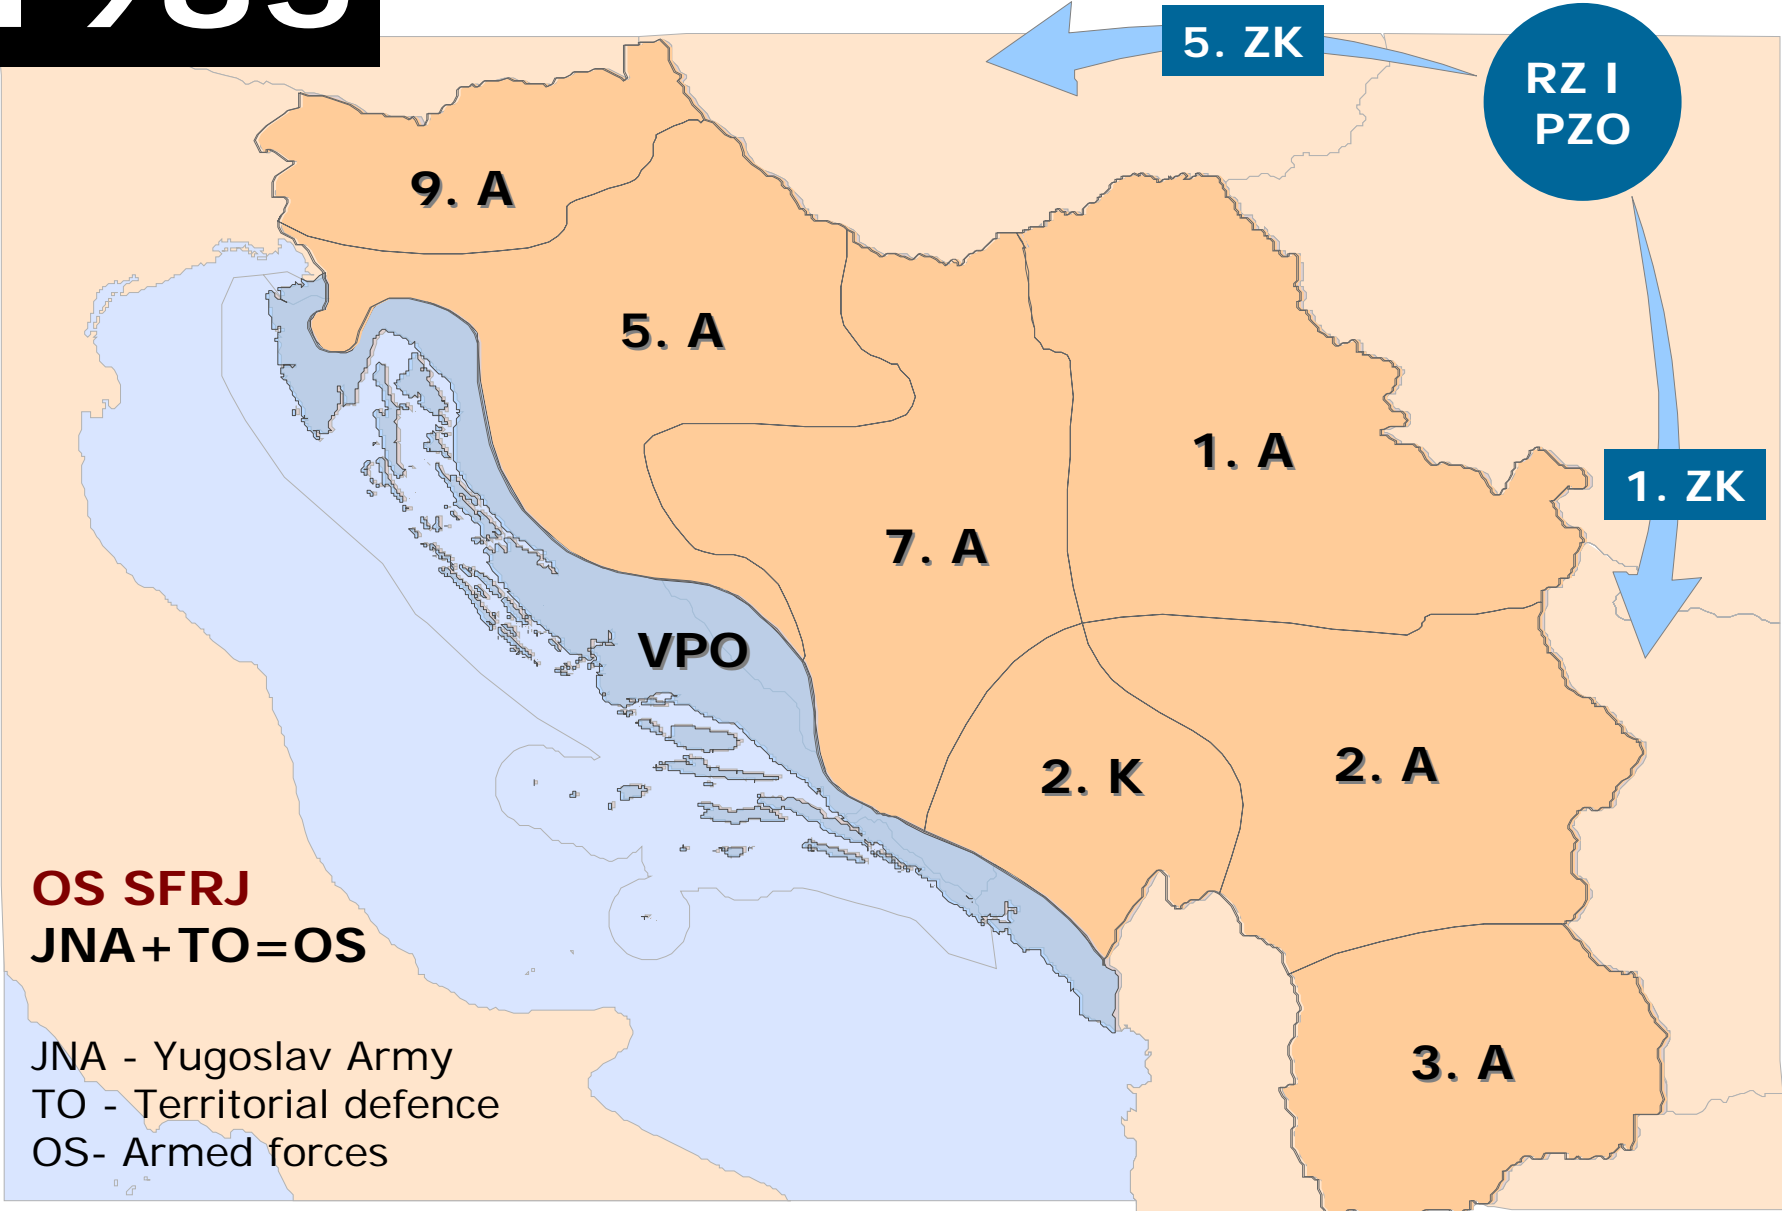 5. ZK
RZ I
PZO
9. A
5. A
1. A
1. ZK
7. A
VPO
2. K
2. A
OS SFRJ
JNA+TO=OS
JNA - Yugoslav Army
TO - Territorial defence
OS- Armed forces
3. A